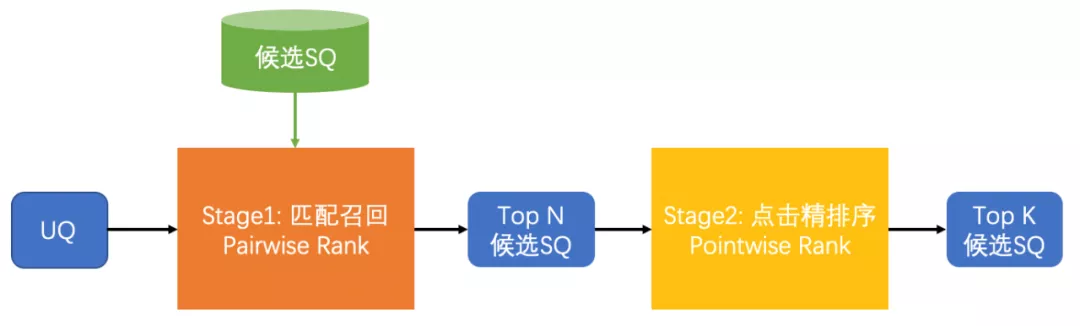 候选SQ
UQ
Stage1: 匹配召回
Pairwise Rank
Top N
候选SQ
Stage2: 点击精排序
Pointwise Rank
Top K
候选SQ